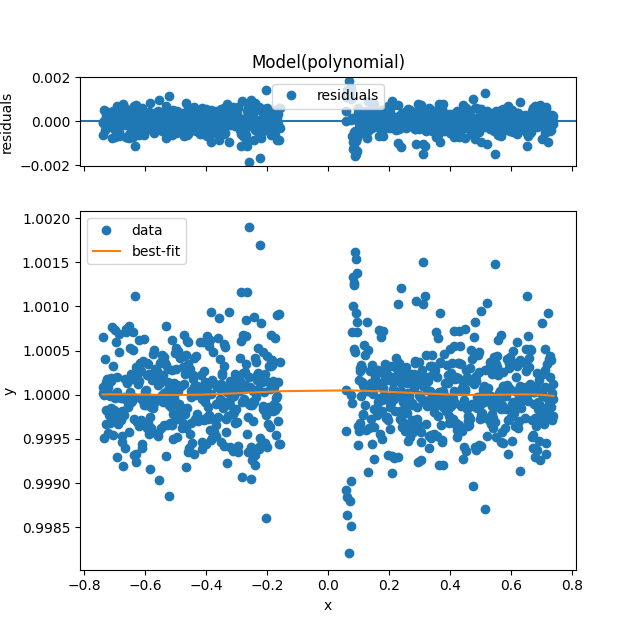 Model(polynomial)
0.002
0.000
−0.002
residuals
residuals
1.0020
1.0015
1.0010
1.0005
1.0000
0.9995
0.9990
0.9985
y
data
best-fit
−0.8 −0.6 −0.4 −0.2 0.0 0.2 0.4 0.6 0.8
x